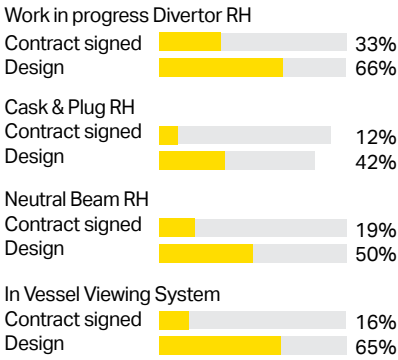 Work in progress Divertor RH
Contract signed 33%
Design 66%
Cask & Plug RH
Contract signed 12%
Design 42%
Neutral Beam RH
Contract signed 19%
Design 50%
In Vessel Viewing System
Contract signed 16%
Design 65%